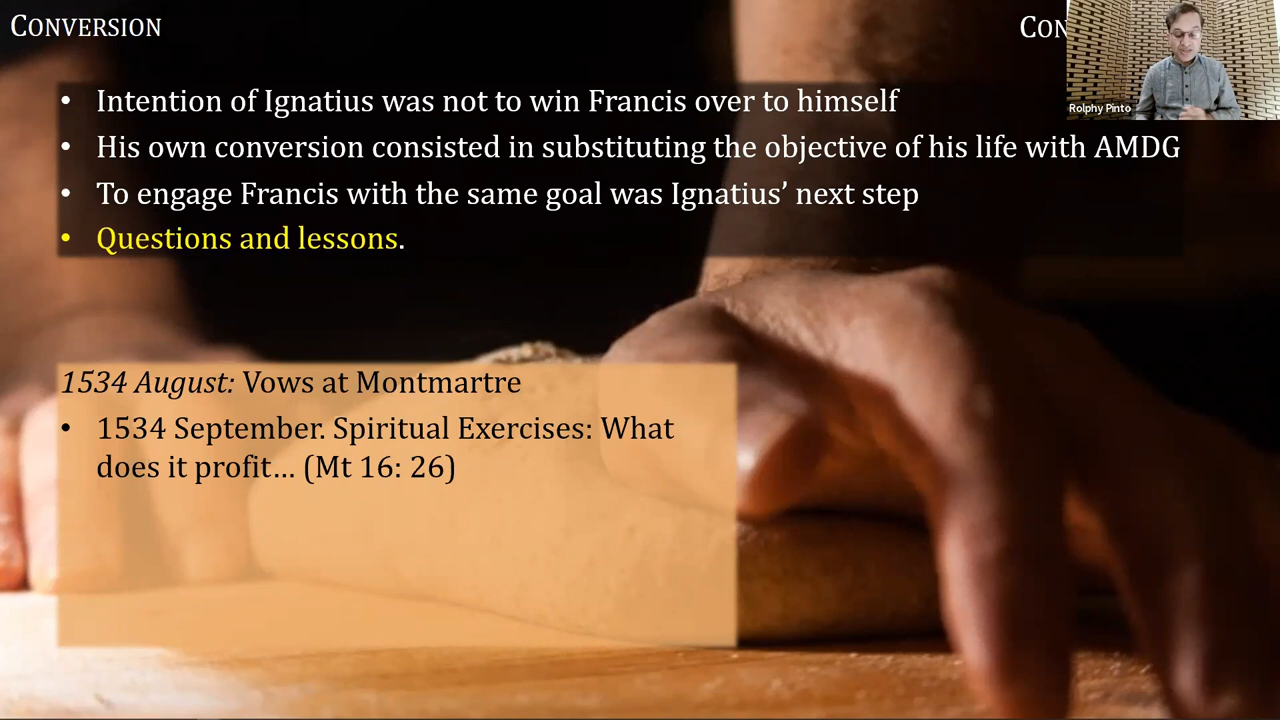 CONVERSION
CON
Rolphy Pinto
• Intention of Ignatius was not to win Francis over to himself
• His own conversion consisted in substituting the objective of his life with AMDG
• To engage Francis with the same goal was Ignatius’ next step
• Questions and lessons.
1534 August: Vows at Montmartre
• 1534 September. Spiritual Exercises: What
does it profit… (Mt 16: 26)